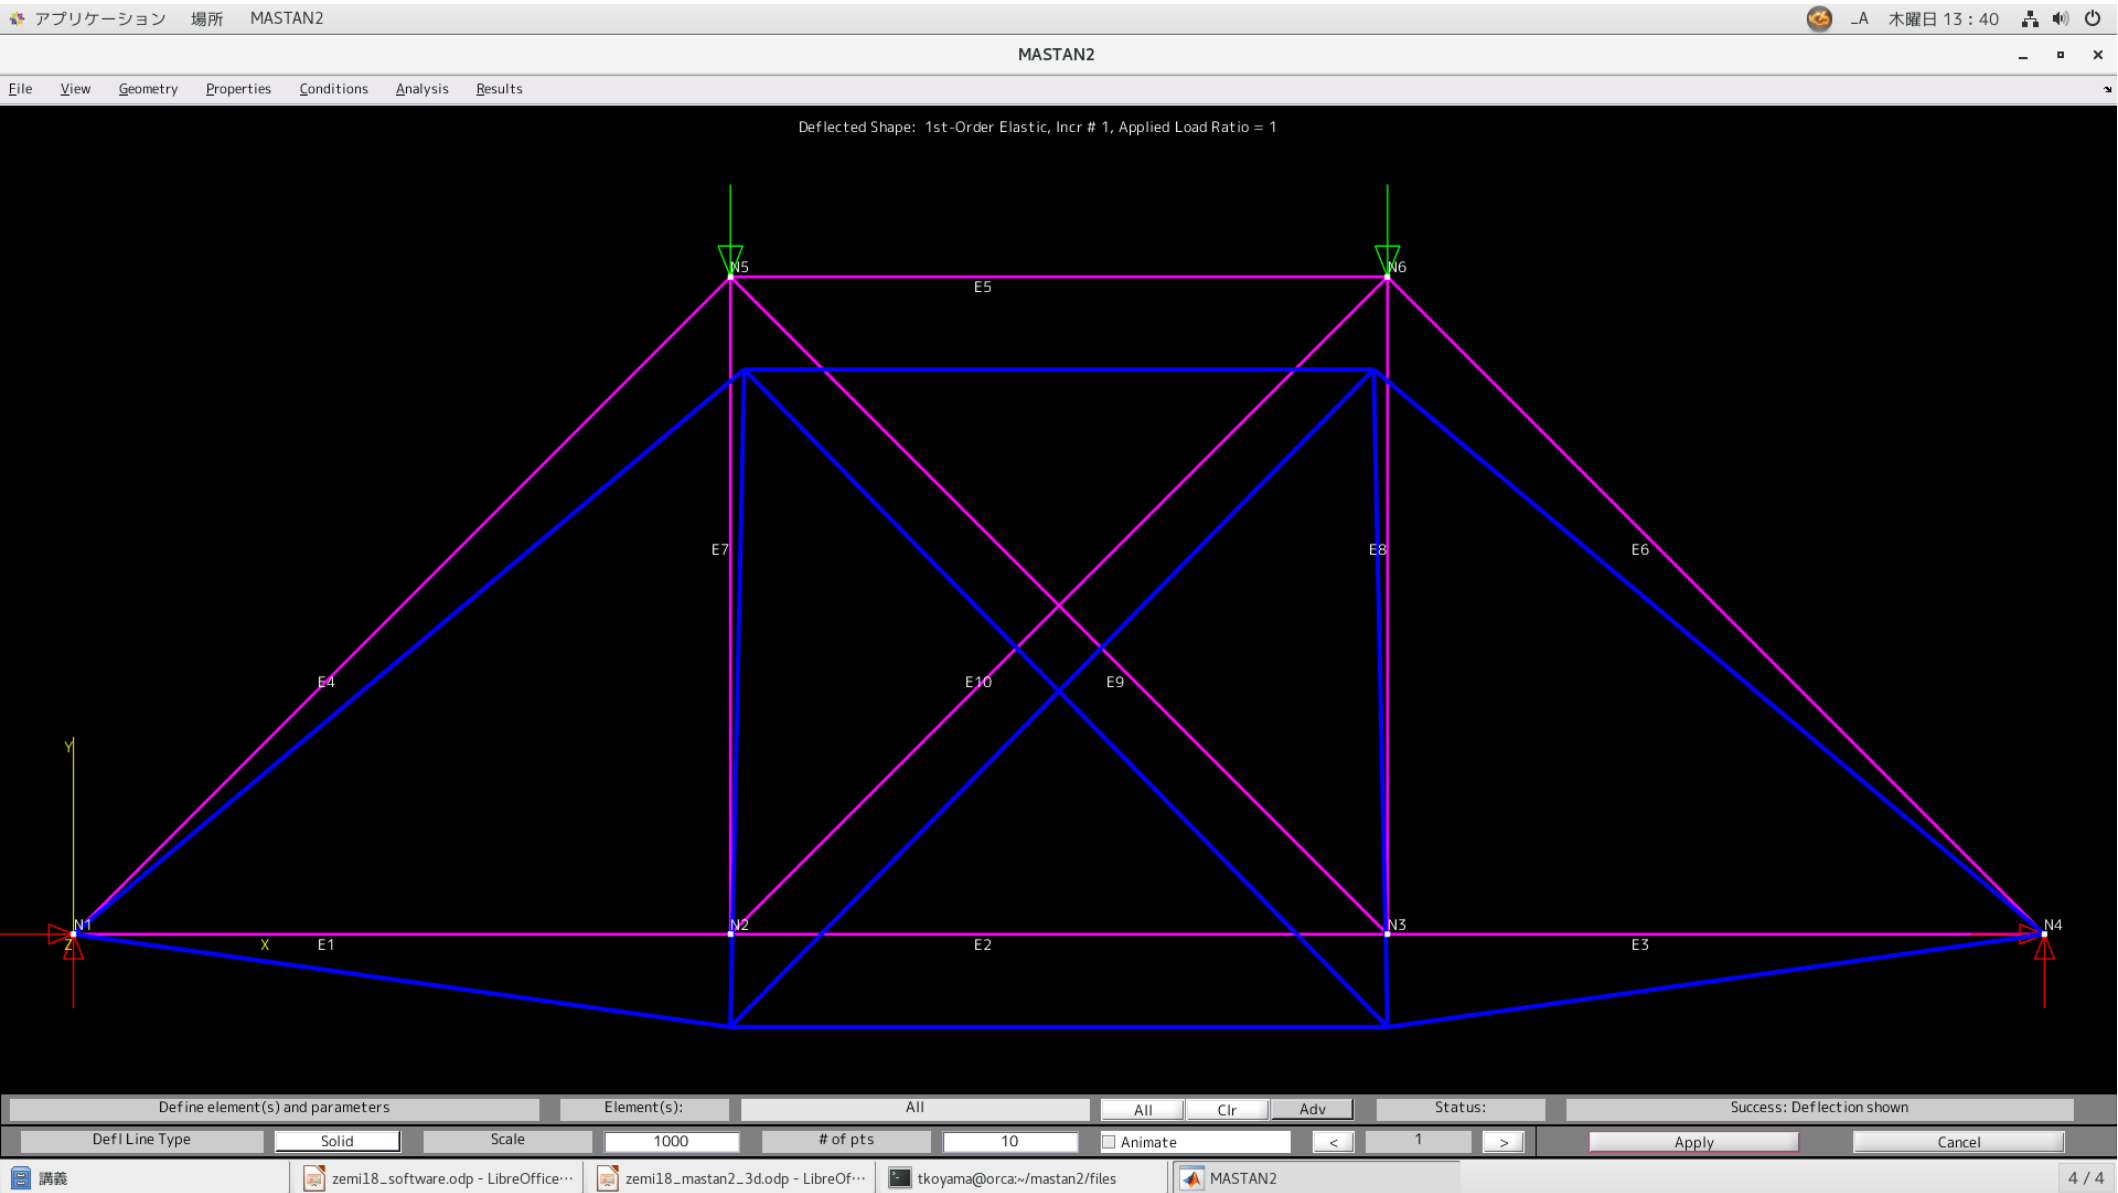 アプリケーション 場所 MASTAN2 _A 木曜日 13:40
MASTAN2
File View Geometry Properties Conditions Analysis Results
Deflected Shape: 1st-Order Elastic, Incr # 1, Applied Load Ratio = 1
N5 N6
E5
E7 E8 E6
E4 E10 E9
Y
N1 N2 N3 N4
Z X E1 E2 E3
Define element(s) and parameters Element(s): All All Clr Adv Status: Success: Deflection shown
Defl Line Type Solid Scale 1000 # of pts 10 Animate < 1 > Apply Cancel
講義 zemi18_software.odp - LibreOffice… zemi18_mastan2_3d.odp - LibreOf… tkoyama@orca:~/mastan2/files MASTAN2 4 / 4